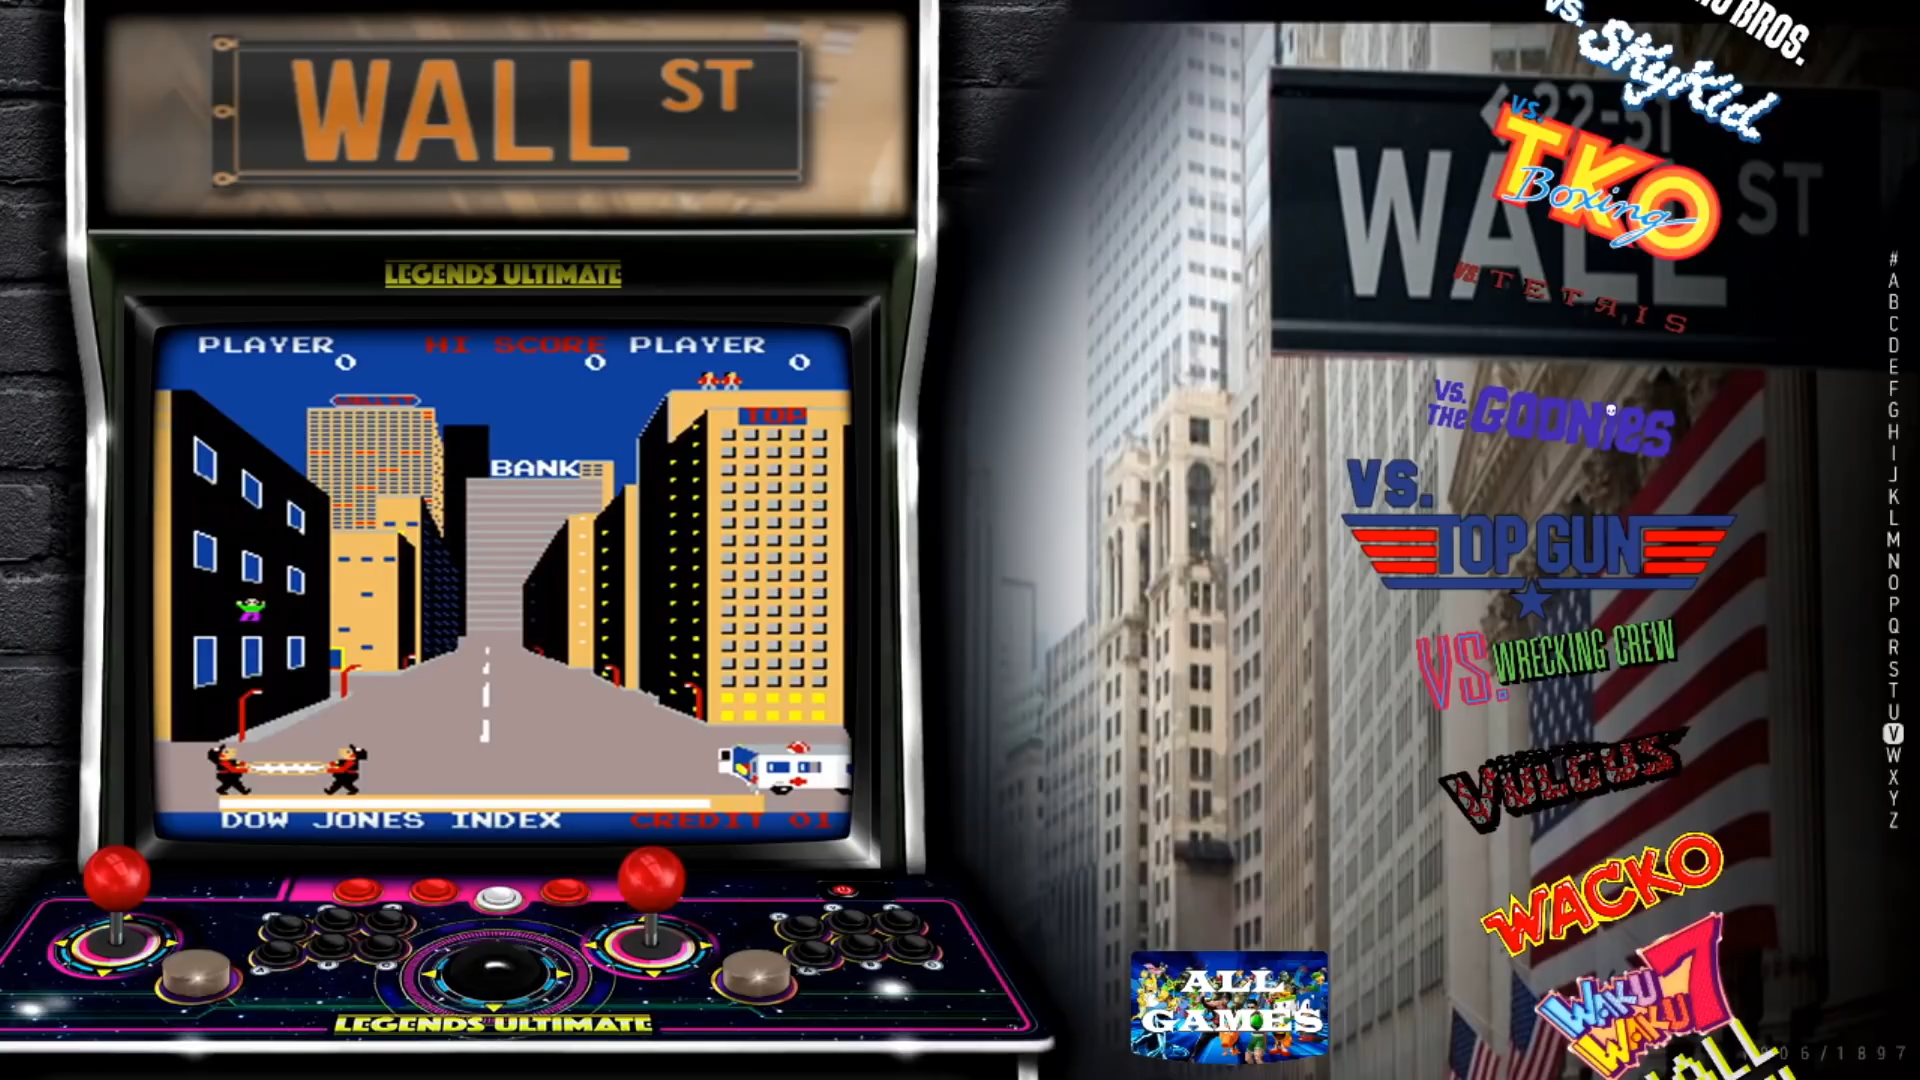 WALL ST
LEGENDS ULTIMATE
PLAYER HI SCORE PLAYER
0 0 0
TOP
BANK
DOW JONES INDEX CREDIT 01
LEGENDS ULTIMATE
BROS.
VS.
SkyKid
WALL ST
VS.
TKO
Boxing
VS. TETRIS
VS.
THE GOONIES
VS.
TOP GUN
VS. WRECKING CREW
VULGUS
WACKO
WAKU
WAKU 7
ALL
GAMES
#
A
B
C
D
E
F
G
H
I
J
K
L
M
N
O
P
Q
R
S
T
U
V
W
X
Y
Z
06/1897